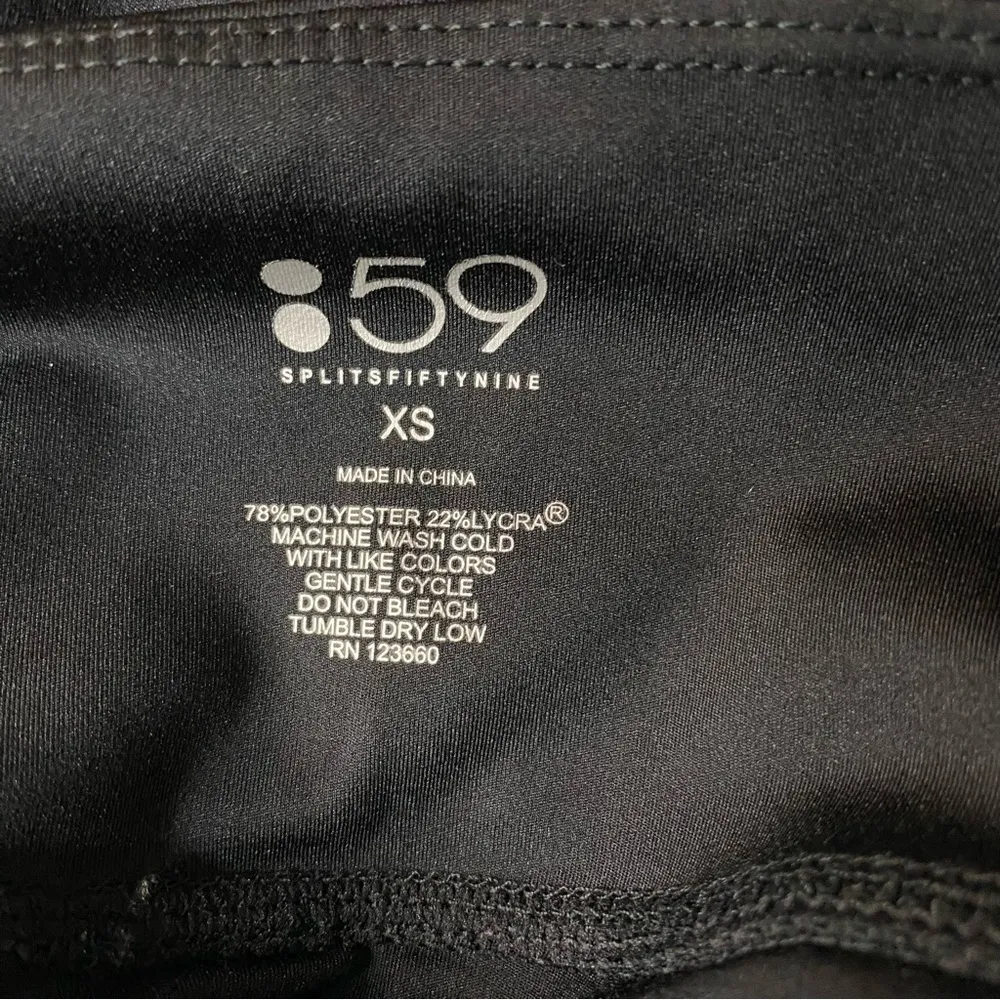 :59
SPLITSFIFTYNINE
XS
MADE IN CHINA
78%POLYESTER 22%LYCRA®
MACHINE WASH COLD
WITH LIKE COLORS
GENTLE CYCLE
DO NOT BLEACH
TUMBLE DRY LOW
RN 123660